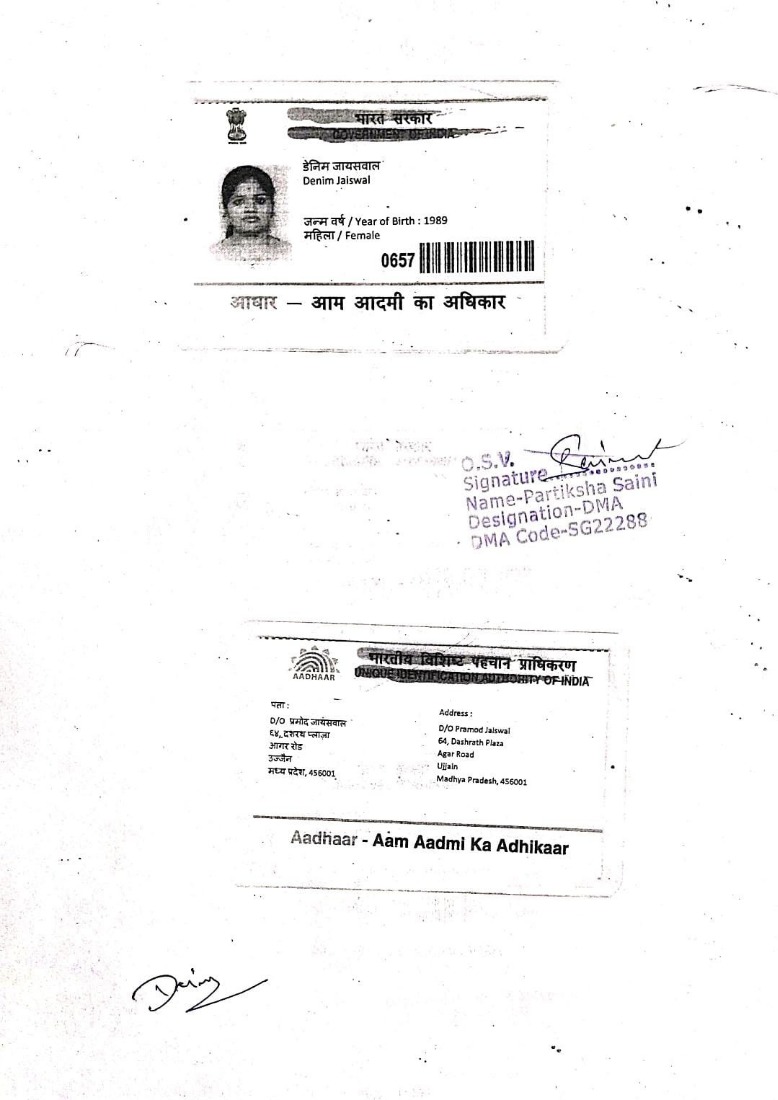 भारत सरकार
GOVERNMENT OF INDIA
डेनिम जायसवाल
Denim Jaiswal
जन्म वर्ष / Year of Birth : 1989
महिला / Female
0657
आधार – आम आदमी का अधिकार
O.S.V.
Signature
Name-Partiksha Saini
Designation-DMA
DMA Code-SG22288
भारतीय विशिष्ट पहचान प्राधिकरण
UNIQUE IDENTIFICATION AUTHORITY OF INDIA
AADHAAR
पता :
D/O प्रमोद जायसवाल
६४, दशरथ प्लाज़ा
आगर रोड
उज्जैन
मध्य प्रदेश, 456001
Address :
D/O Pramod Jaiswal
64, Dashrath Plaza
Agar Road
Ujjain
Madhya Pradesh, 456001
Aadhaar - Aam Aadmi Ka Adhikaar